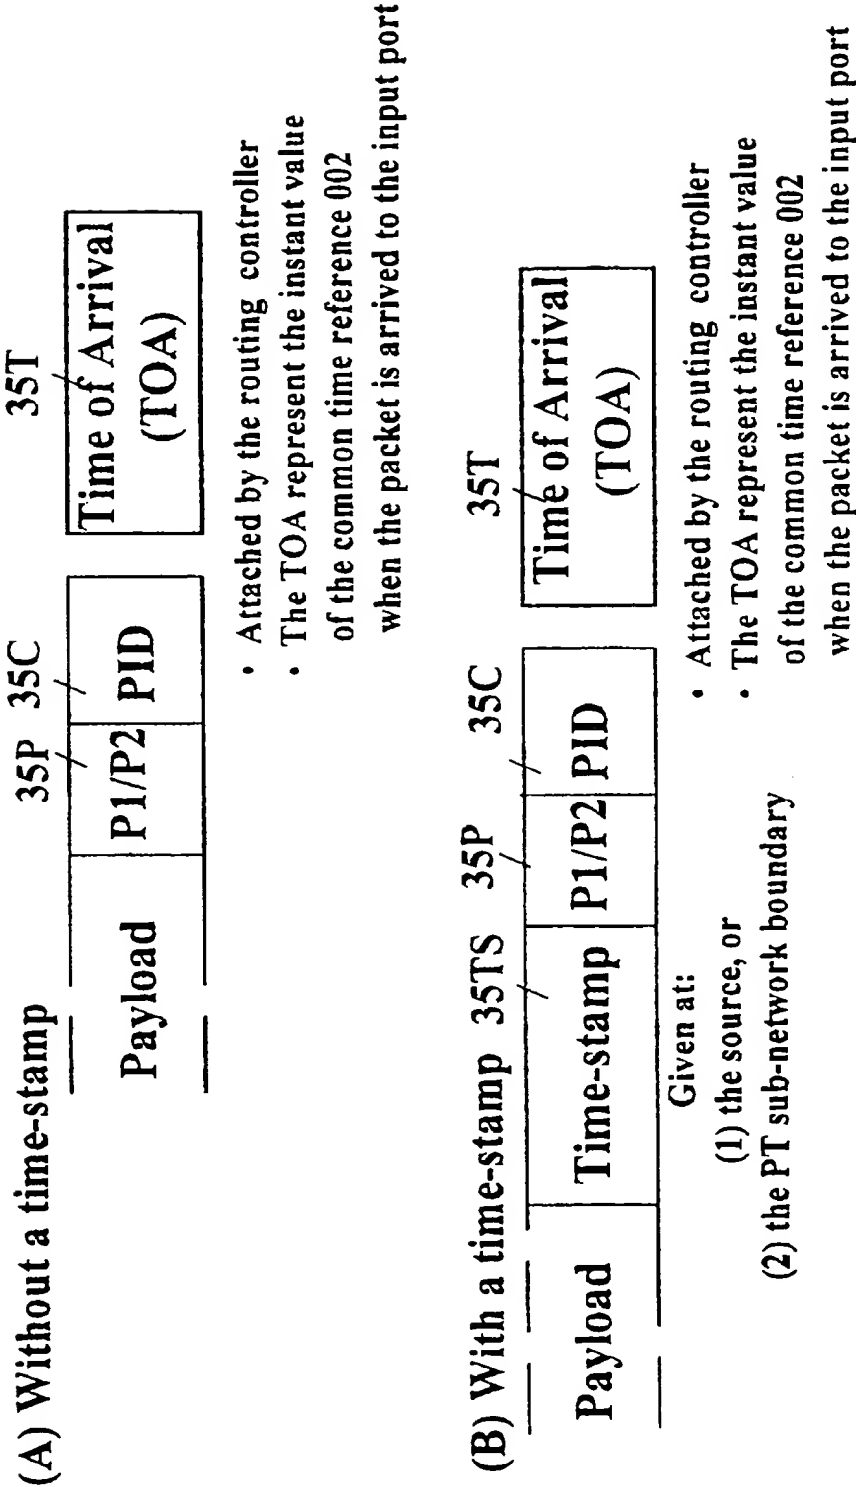 (A) Without a time-stamp
35P
35C
35T
Payload
P1/P2
PID
Time of Arrival
(TOA)
• Attached by the routing controller
• The TOA represent the instant value
of the common time reference 002
when the packet is arrived to the input port
(B) With a time-stamp
35TS
35P
35C
35T
Payload
Time-stamp
P1/P2
PID
Time of Arrival
(TOA)
Given at:
(1) the source, or
(2) the PT sub-network boundary
• Attached by the routing controller
• The TOA represent the instant value
of the common time reference 002
when the packet is arrived to the input port